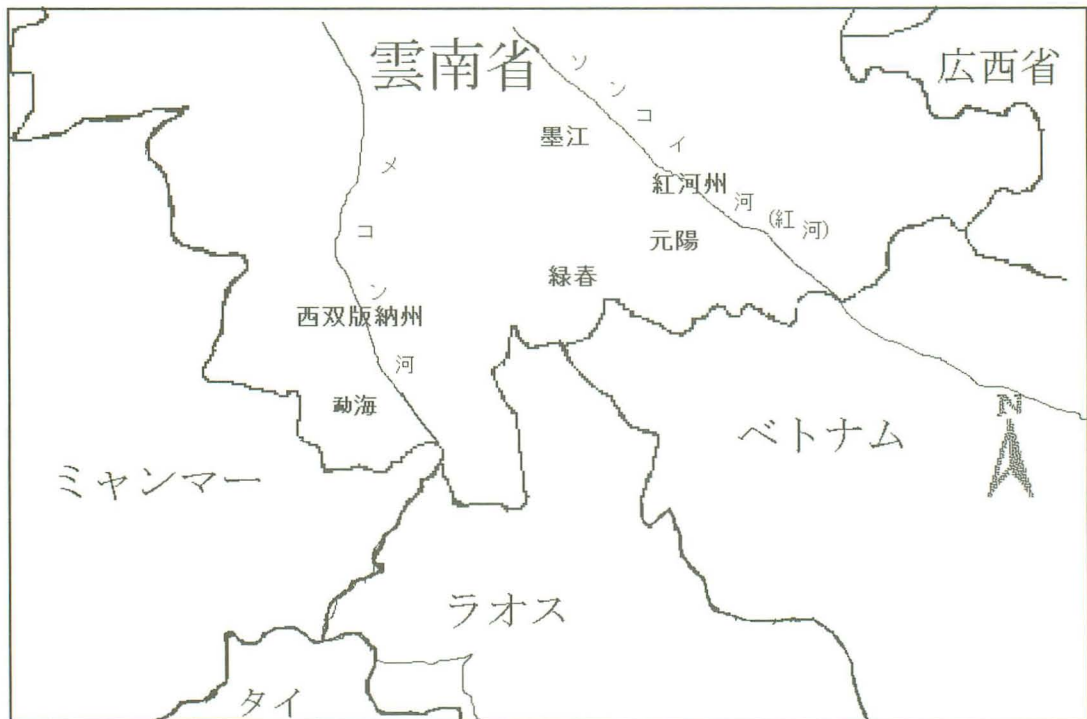 雲南省
広西省
ソンコイ河
(紅河)
墨江
メコン河
紅河州
元陽
緑春
西双版納州
勐海
ベトナム
N
ミャンマー
ラオス
タイ